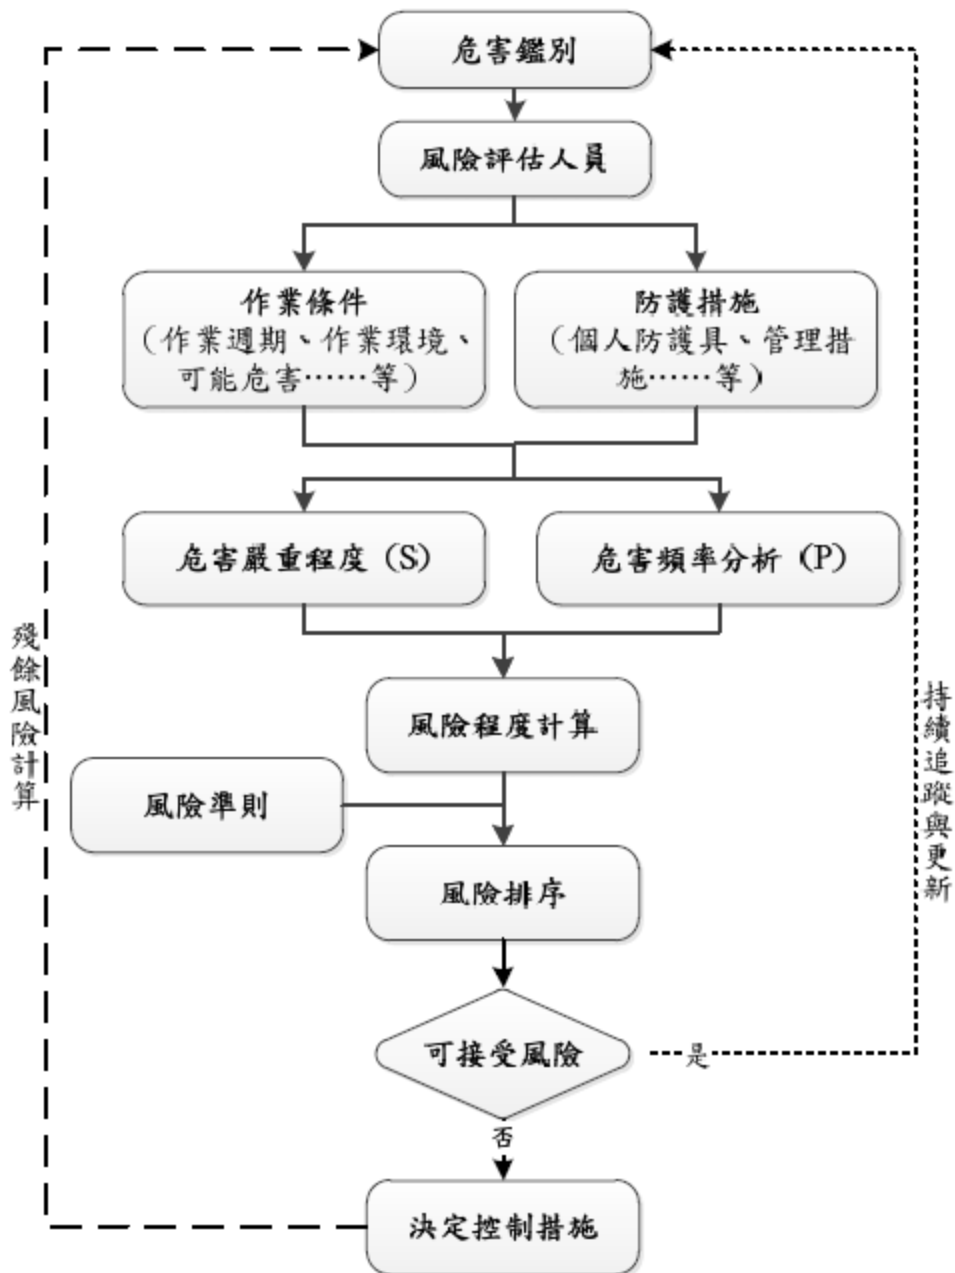 危害鑑別
風險評估人員
作業條件
（作業週期、作業環境、
可能危害……等）
防護措施
（個人防護具、管理措
施……等）
危害嚴重程度（S）
危害頻率分析（P）
殘餘風險計算
持續追蹤與更新
風險程度計算
風險準則
風險排序
可接受風險
是
否
決定控制措施